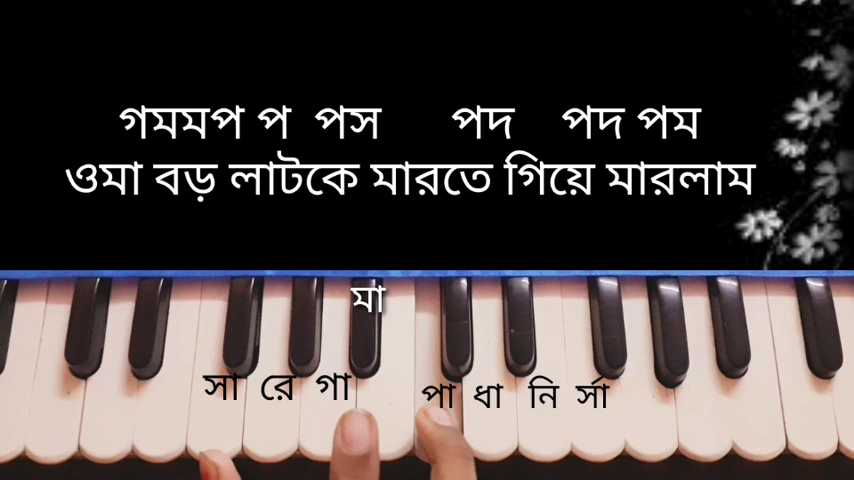 গমমপ প পস পদ পদ পম
ওমা বড় লাটকে মারতে গিয়ে মারলাম
মা
সা রে গা পা ধা নি র্সা